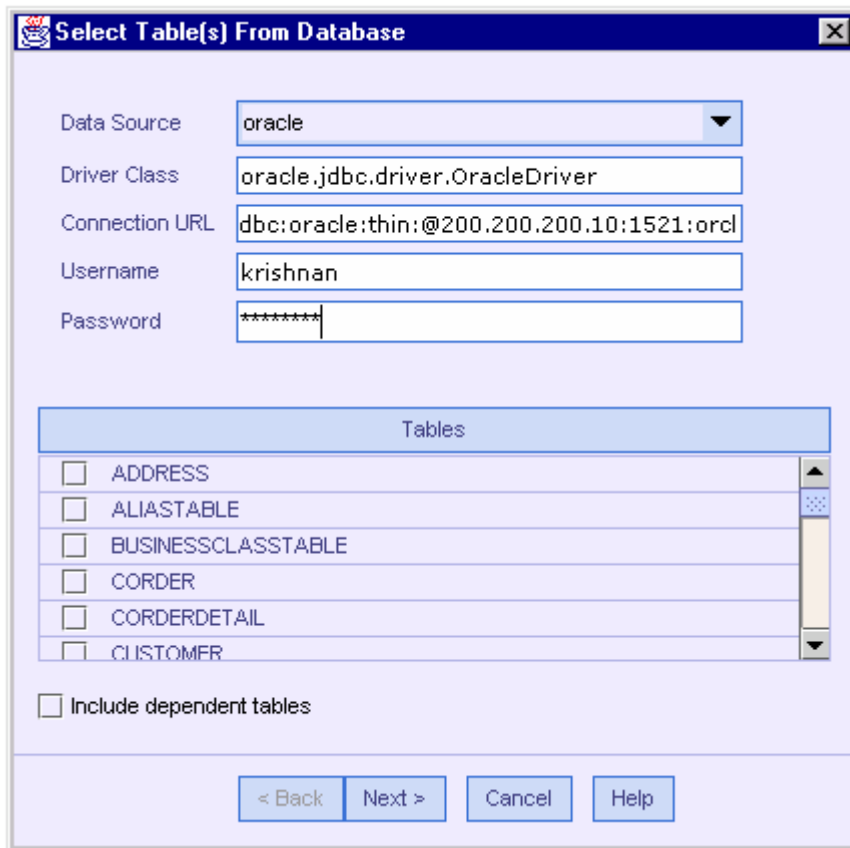 Select Table(s) From Database
Data Source oracle
Driver Class oracle.jdbc.driver.OracleDriver
Connection URL dbc:oracle:thin:@200.200.200.10:1521:orcl
Username krishnan
Password ********
Tables
ADDRESS
ALIASTABLE
BUSINESSCLASSTABLE
CORDER
CORDERDETAIL
CUSTOMER
Include dependent tables
< Back Next > Cancel Help